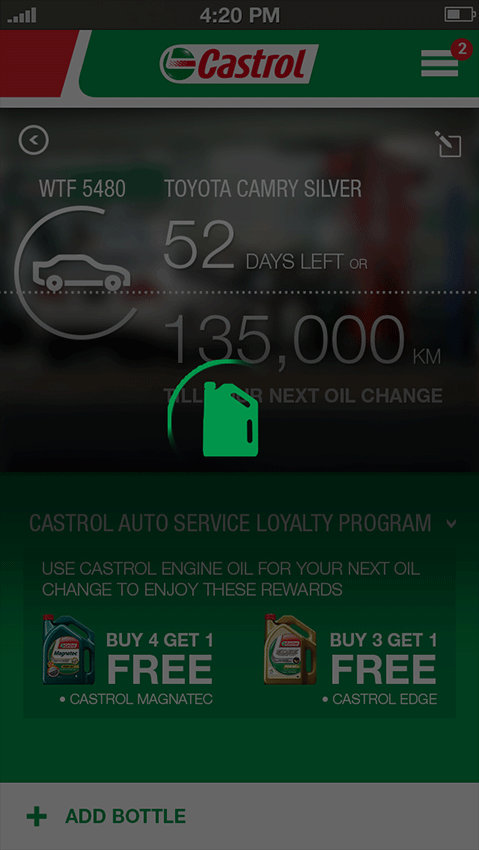 4:20 PM
Castrol
2
WTF 5480 TOYOTA CAMRY SILVER
52 DAYS LEFT OR
135,000 KM
TILL YOUR NEXT OIL CHANGE
CASTROL AUTO SERVICE LOYALTY PROGRAM
USE CASTROL ENGINE OIL FOR YOUR NEXT OIL
CHANGE TO ENJOY THESE REWARDS
BUY 4 GET 1
FREE
• CASTROL MAGNATEC
Magnatec
BUY 3 GET 1
FREE
• CASTROL EDGE
+ ADD BOTTLE